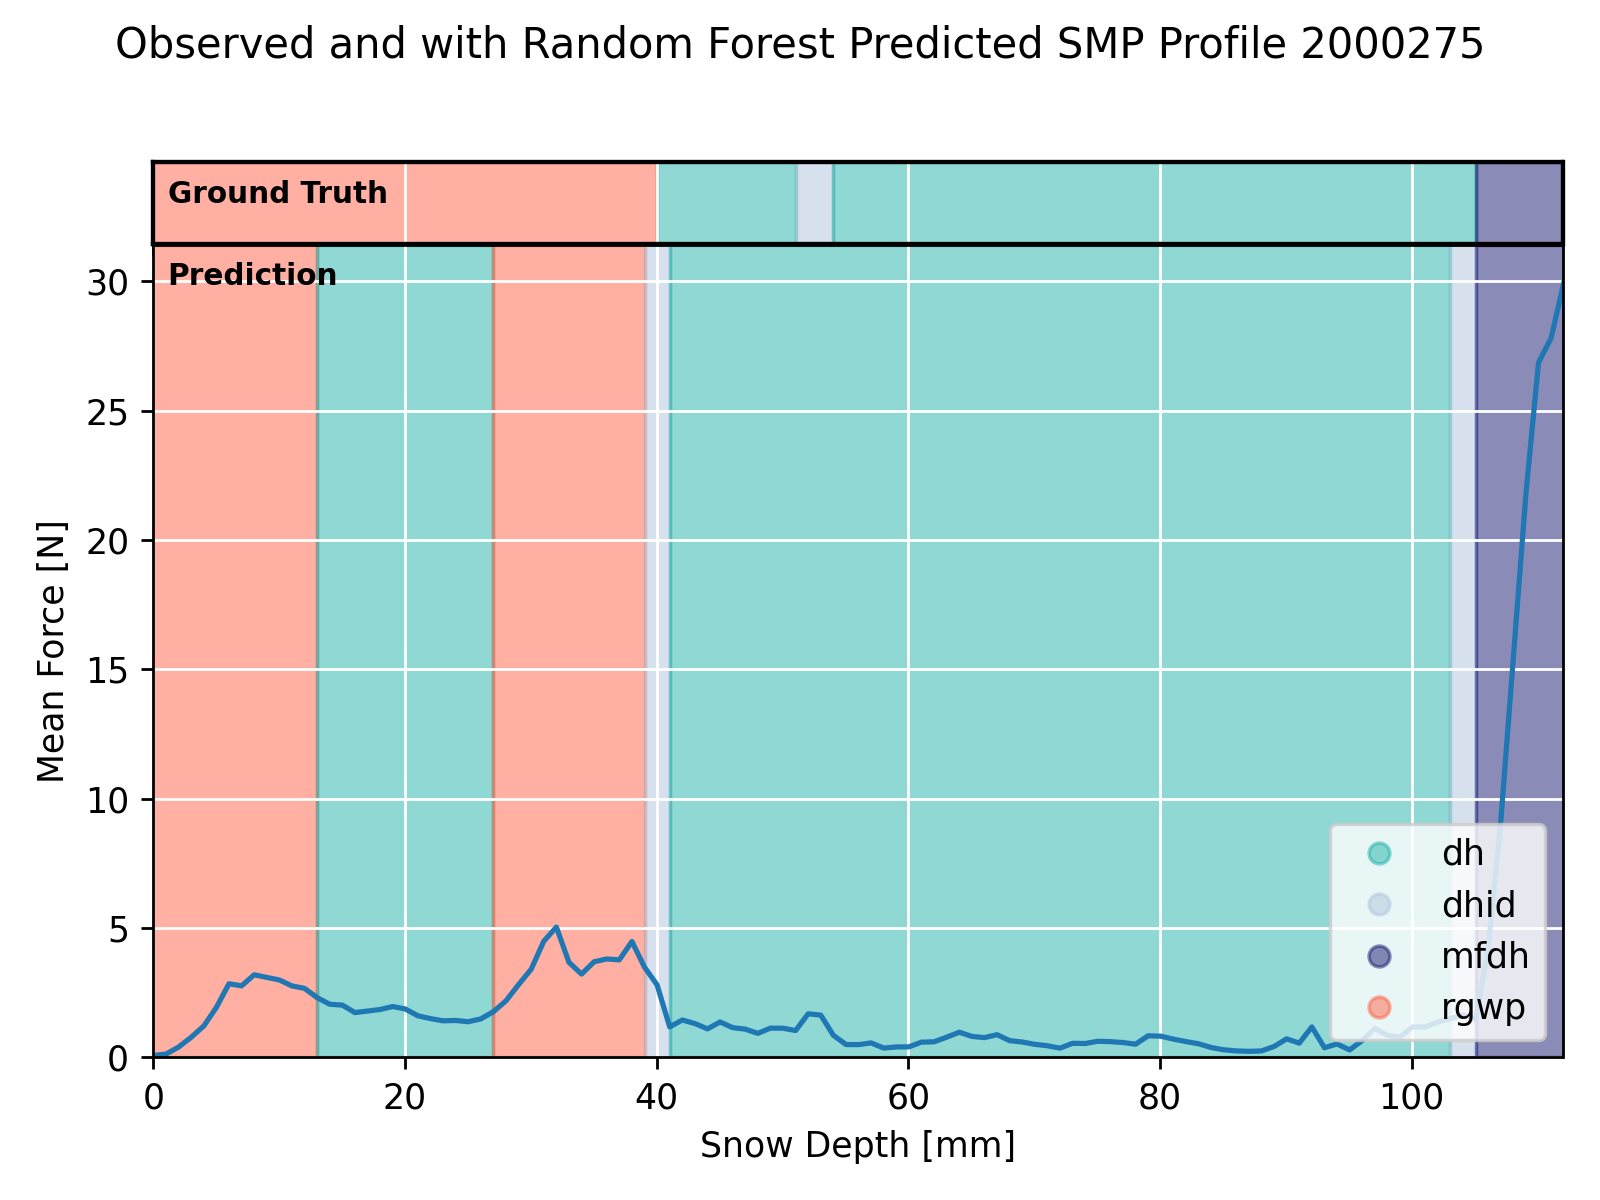 Observed and with Random Forest Predicted SMP Profile 2000275
Ground Truth
Prediction
30
25
20
15
10
5
0
Mean Force [N]
dh
dhid
mfdh
rgwp
0 20 40 60 80 100
Snow Depth [mm]